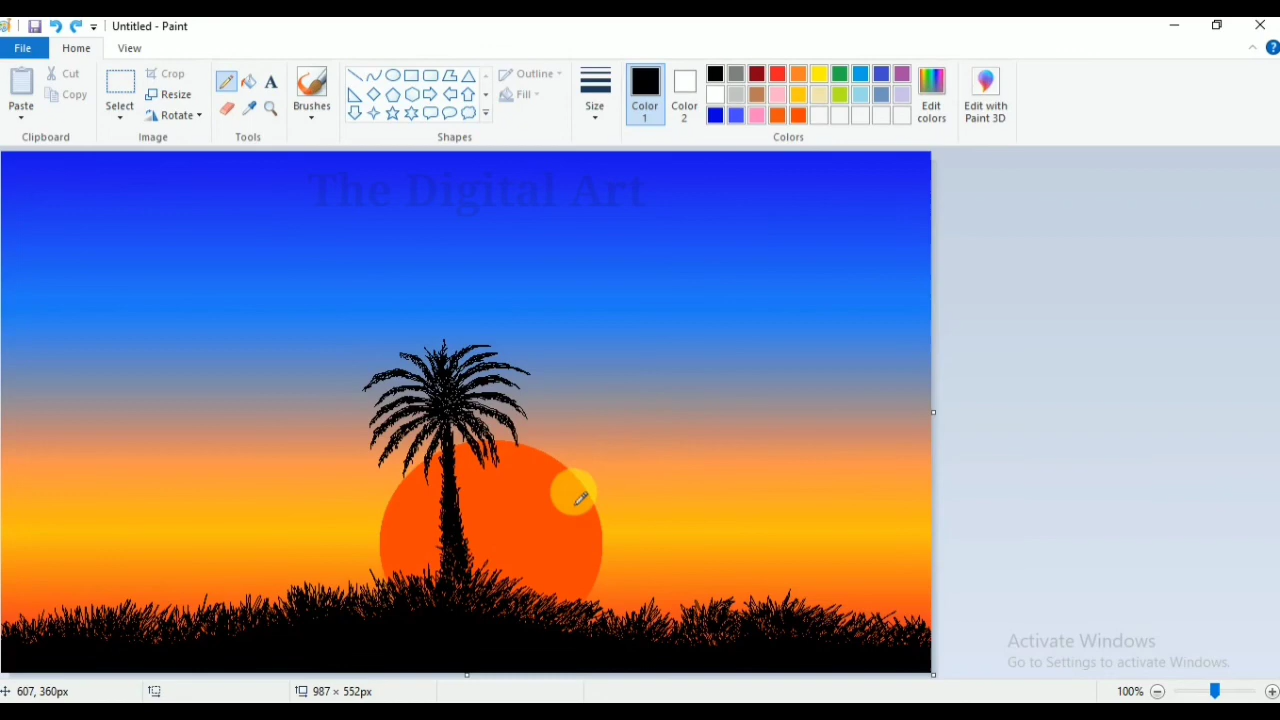 Untitled - Paint
File
Home
View
Paste
Cut
Copy
Clipboard
Select
Crop
Resize
Rotate
Image
A
Tools
Brushes
Shapes
Outline
Fill
Size
Color
1
Color
2
Colors
Edit
colors
Edit with
Paint 3D
?
The Digital Art
Activate Windows
Go to Settings to activate Windows.
607, 360px
987 × 552px
100%